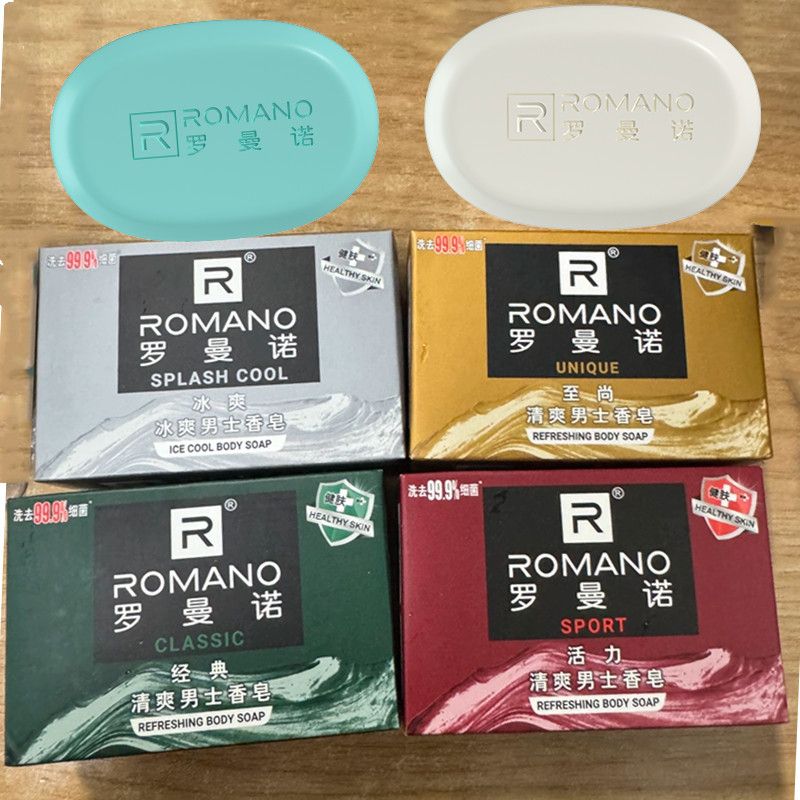 R ROMANO
罗曼诺
R ROMANO
罗曼诺
洗去99.9%细菌
健肤
HEALTHY SKIN
R®
ROMANO
罗曼诺
SPLASH COOL
冰爽
冰爽男士香皂
ICE COOL BODY SOAP
洗去99.9%细菌
健肤
HEALTHY SKIN
R®
ROMANO
罗曼诺
UNIQUE
至尚
清爽男士香皂
REFRESHING BODY SOAP
洗去99.9%细菌
健肤
HEALTHY SKIN
R®
ROMANO
罗曼诺
CLASSIC
经典
清爽男士香皂
REFRESHING BODY SOAP
洗去99.9%细菌
健肤
HEALTHY SKIN
R®
ROMANO
罗曼诺
SPORT
活力
清爽男士香皂
REFRESHING BODY SOAP